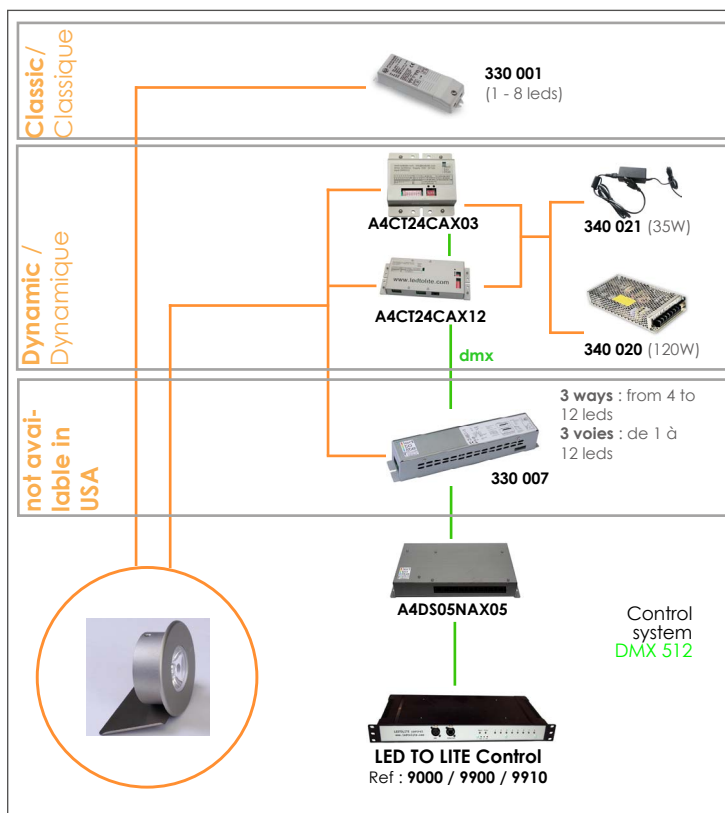 Classic /
Classique
330 001
(1 - 8 leds)
Dynamic /
Dynamique
A4CT24CAX03
340 021 (35W)
www.ledtolite.com
A4CT24CAX12
340 020 (120W)
dmx
not avai-
lable in
USA
3 ways : from 4 to
12 leds
3 voies : de 1 à
12 leds
330 007
A4DS05NAX05
Control
system
DMX 512
LED TO LITE Control
Ref : 9000 / 9900 / 9910